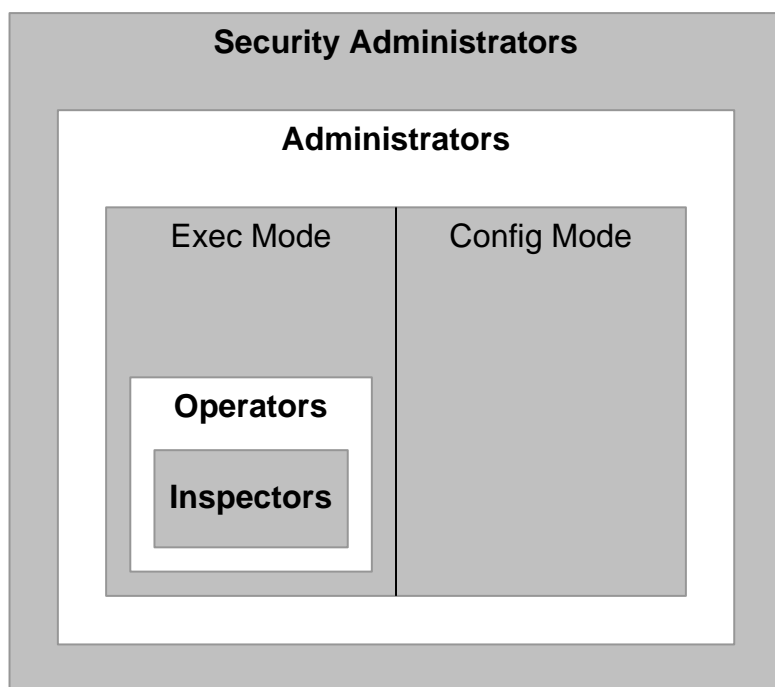 Security Administrators
Administrators
Exec Mode
Config Mode
Operators
Inspectors